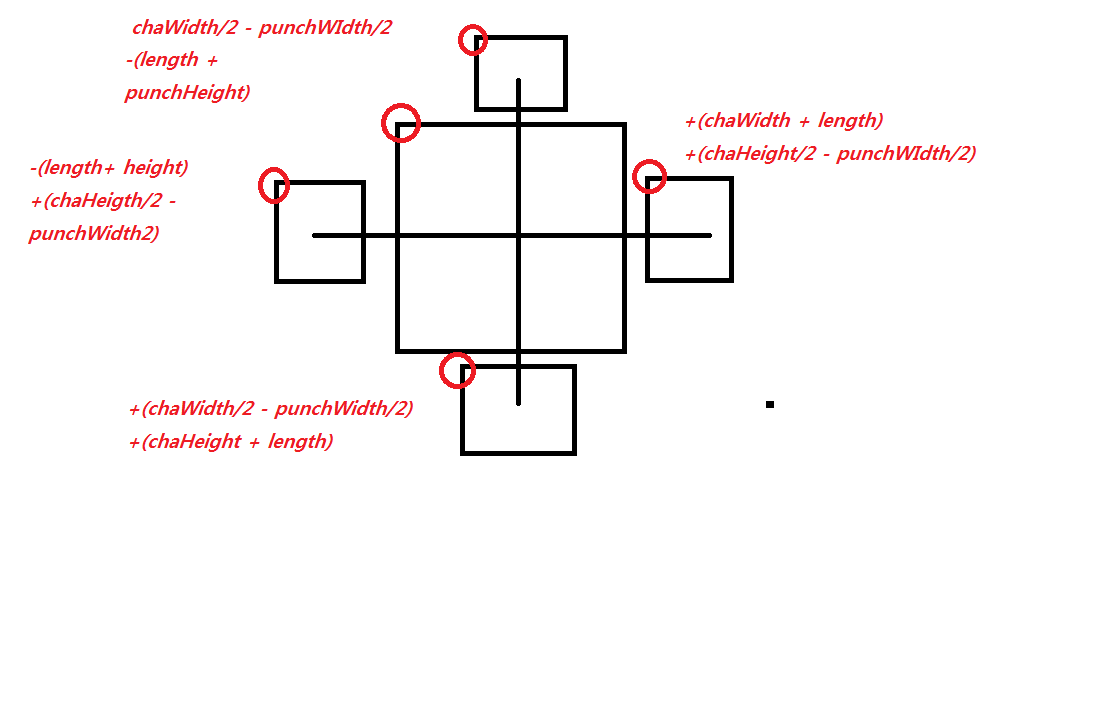 chaWidth/2 - punchWIdth/2
-(length +
punchHeight)
+(chaWidth + length)
+(chaHeight/2 - punchWIdth/2)
-(length+ height)
+(chaHeigth/2 -
punchWidth2)
+(chaWidth/2 - punchWidth/2)
+(chaHeight + length)